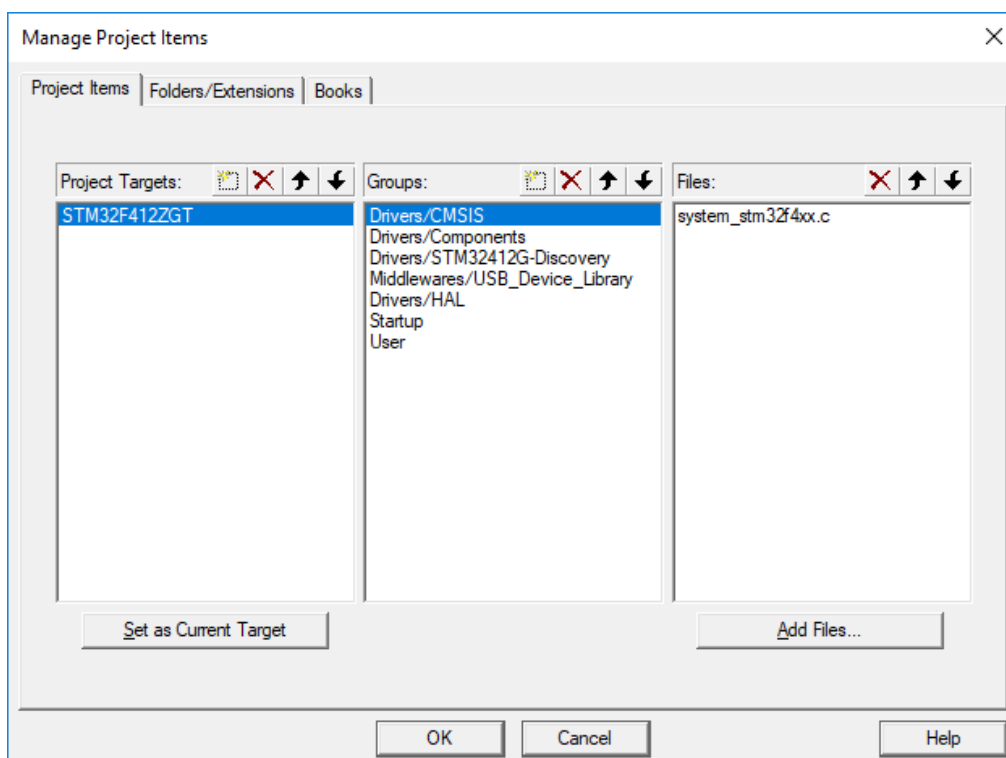 Manage Project Items
Project Items Folders/Extensions Books
Project Targets: Groups: Files:
STM32F412ZGT Drivers/CMSIS system_stm32f4xx.c
Drivers/Components
Drivers/STM32412G-Discovery
Middlewares/USB_Device_Library
Drivers/HAL
Startup
User
Set as Current Target Add Files...
OK Cancel Help